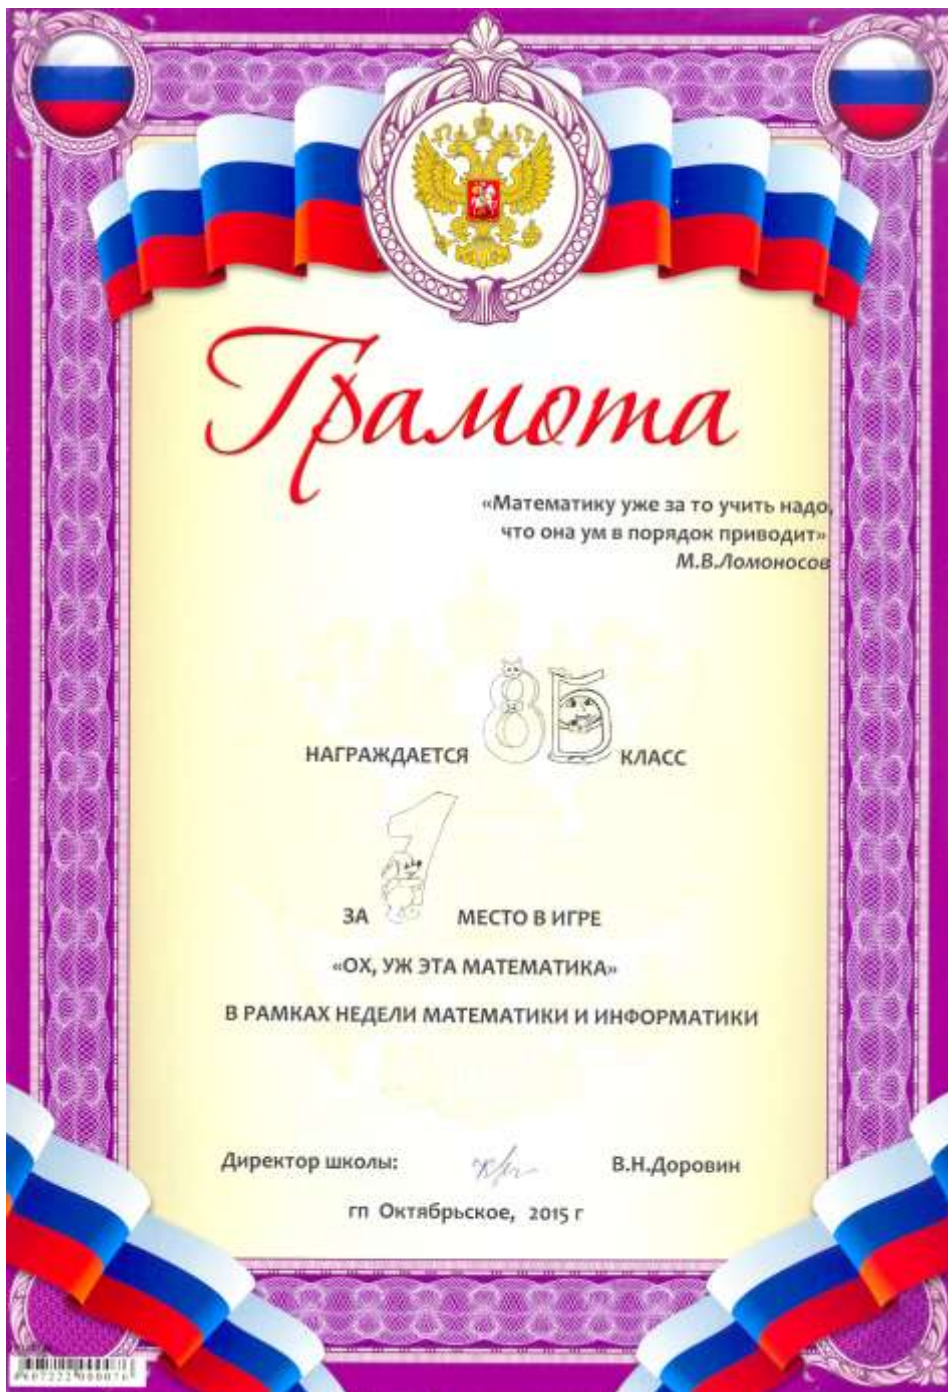 Грамота
«Математику уже за то учить надо,
что она ум в порядок приводит»
М.В.Ломоносов
НАГРАЖДАЕТСЯ 8Б КЛАСС
ЗА 1 МЕСТО В ИГРЕ
«ОХ, УЖ ЭТА МАТЕМАТИКА»
В РАМКАХ НЕДЕЛИ МАТЕМАТИКИ И ИНФОРМАТИКИ
Директор школы: В.Н.Доровин
гп Октябрьское, 2015 г